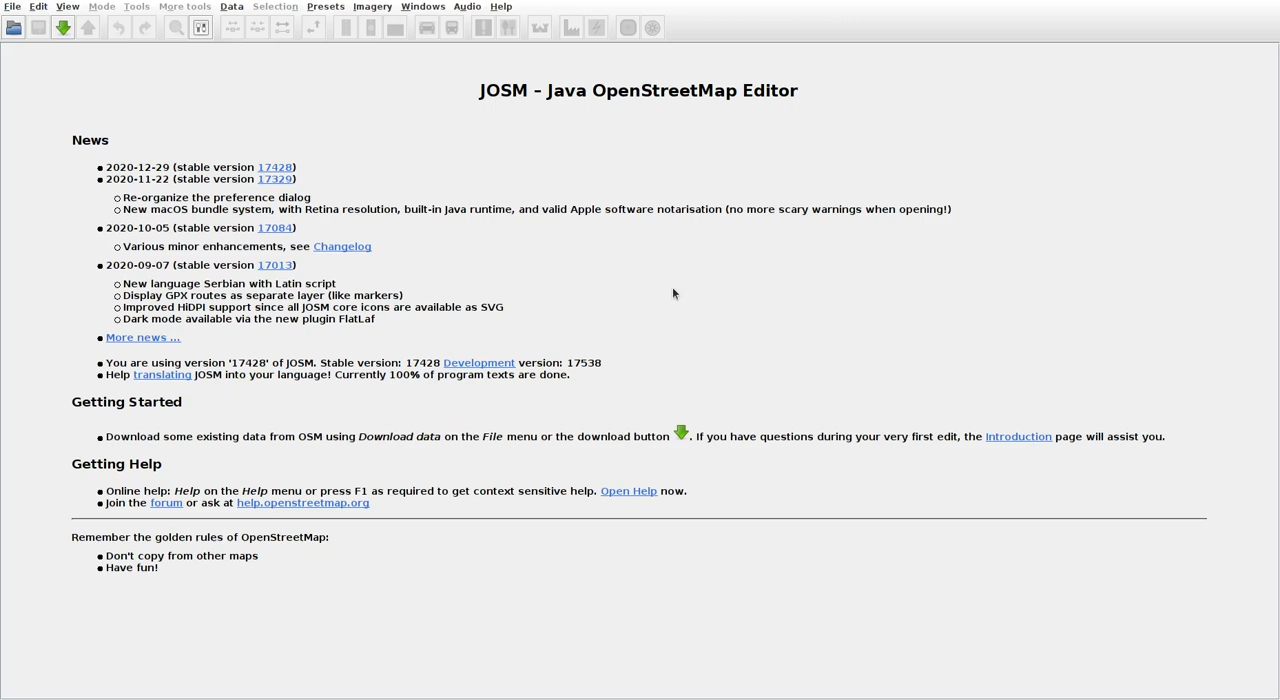 File Edit View Mode Tools More tools Data Selection Presets Imagery Windows Audio Help
JOSM – Java OpenStreetMap Editor
News
2020-12-29 (stable version 17428)
2020-11-22 (stable version 17329)
Re-organize the preference dialog
New macOS bundle system, with Retina resolution, built-in Java runtime, and valid Apple software notarisation (no more scary warnings when opening!)
2020-10-05 (stable version 17084)
Various minor enhancements, see Changelog
2020-09-07 (stable version 17013)
New language Serbian with Latin script
Display GPX routes as separate layer (like markers)
Improved HiDPI support since all JOSM core icons are available as SVG
Dark mode available via the new plugin FlatLaf
More news ...
You are using version '17428' of JOSM. Stable version: 17428 Development version: 17538
Help translating JOSM into your language! Currently 100% of program texts are done.
Getting Started
Download some existing data from OSM using Download data on the File menu or the download button . If you have questions during your very first edit, the Introduction page will assist you.
Getting Help
Online help: Help on the Help menu or press F1 as required to get context sensitive help. Open Help now.
Join the forum or ask at help.openstreetmap.org
Remember the golden rules of OpenStreetMap:
Don't copy from other maps
Have fun!